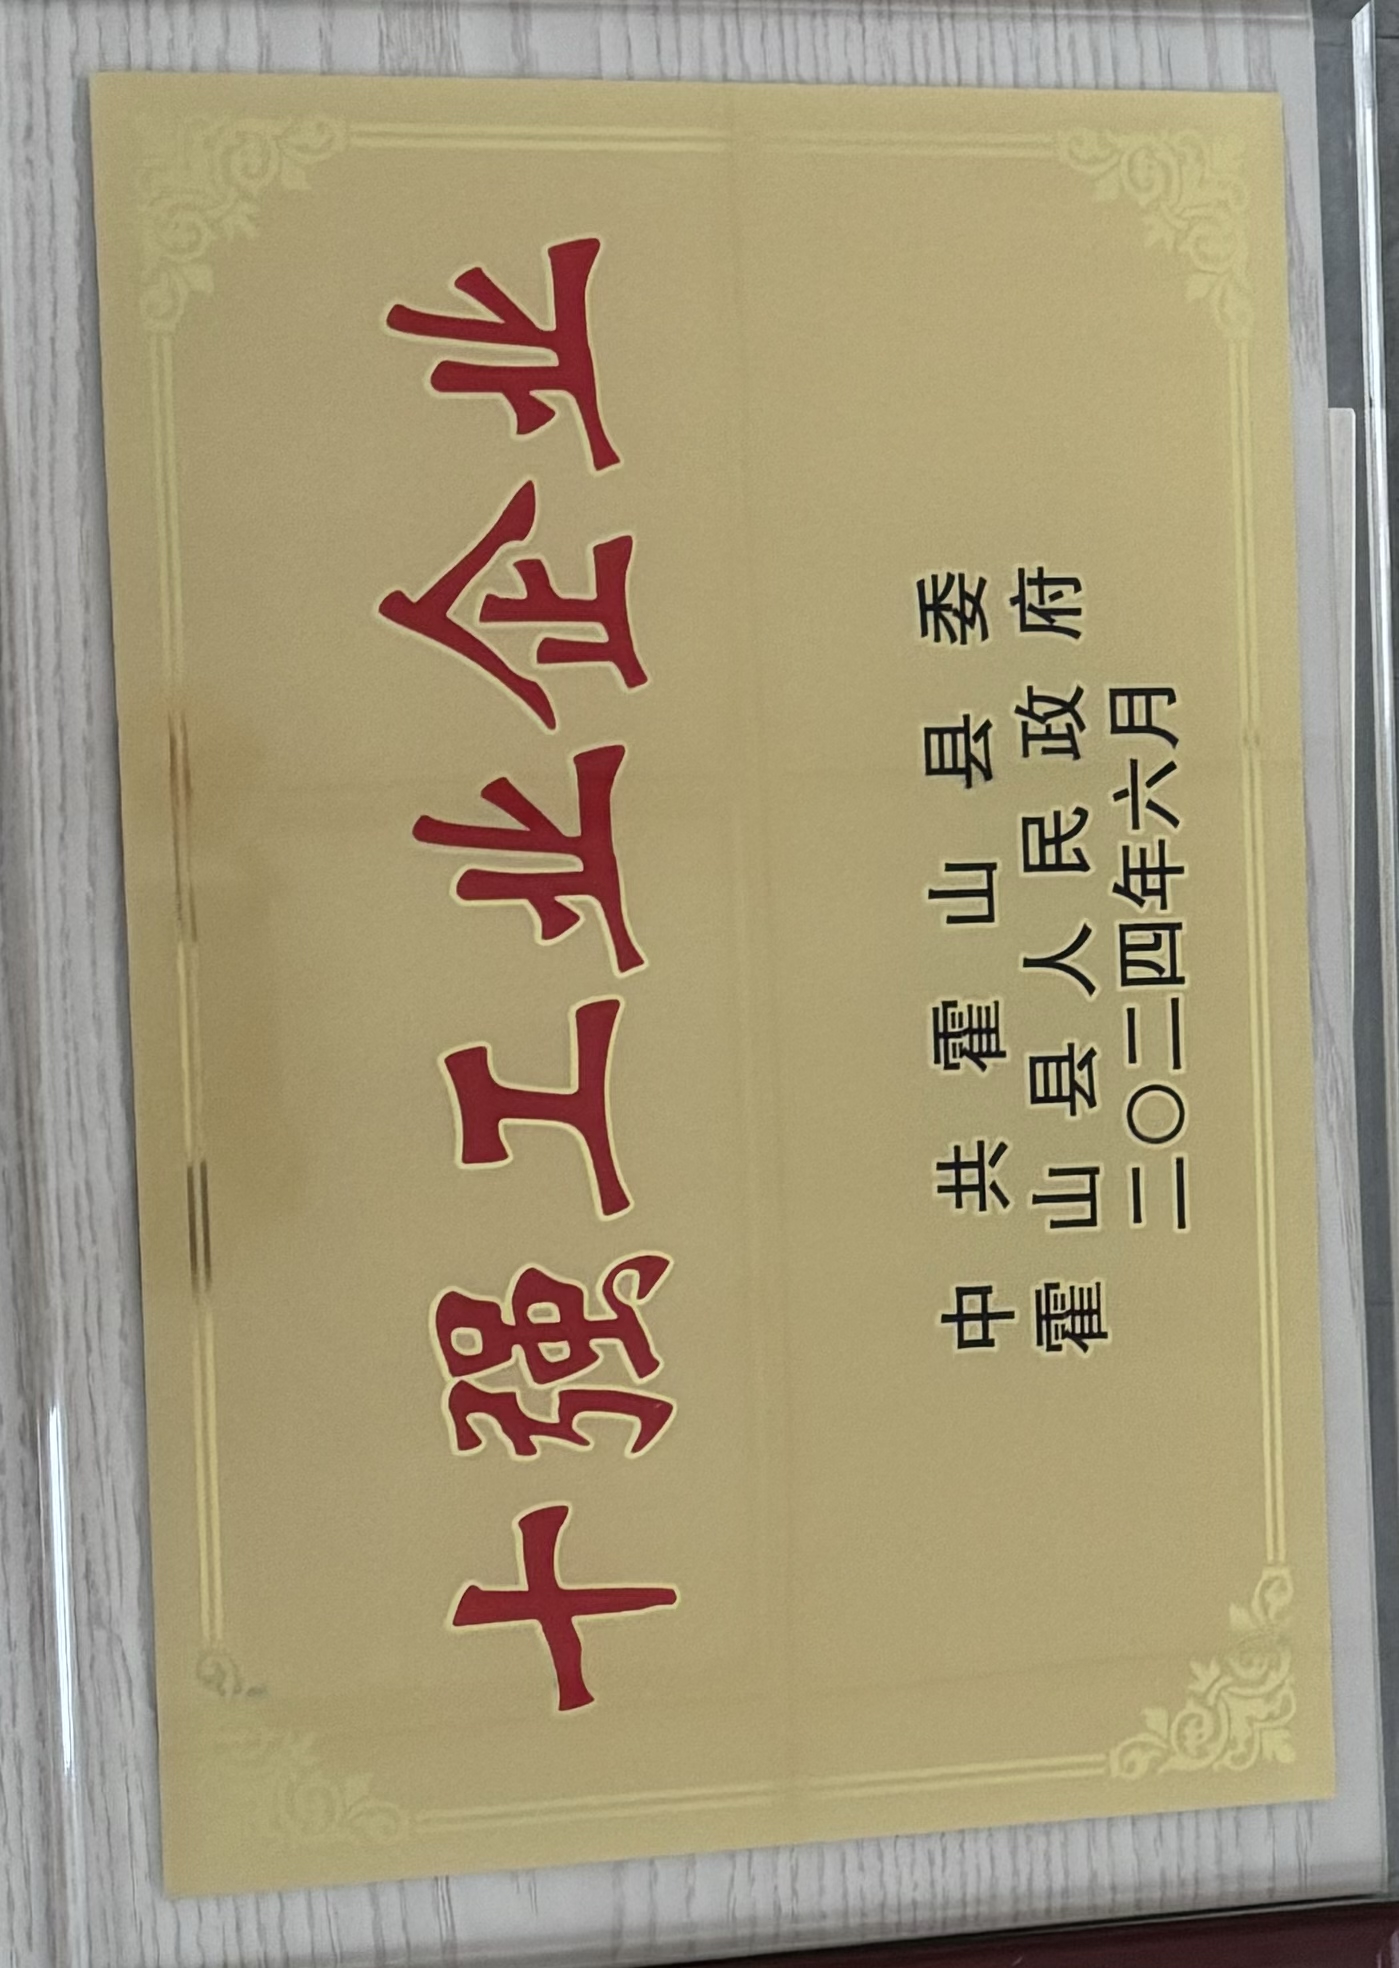 十强工业企业
中共霍山县委
霍山县人民政府
二〇二四年六月